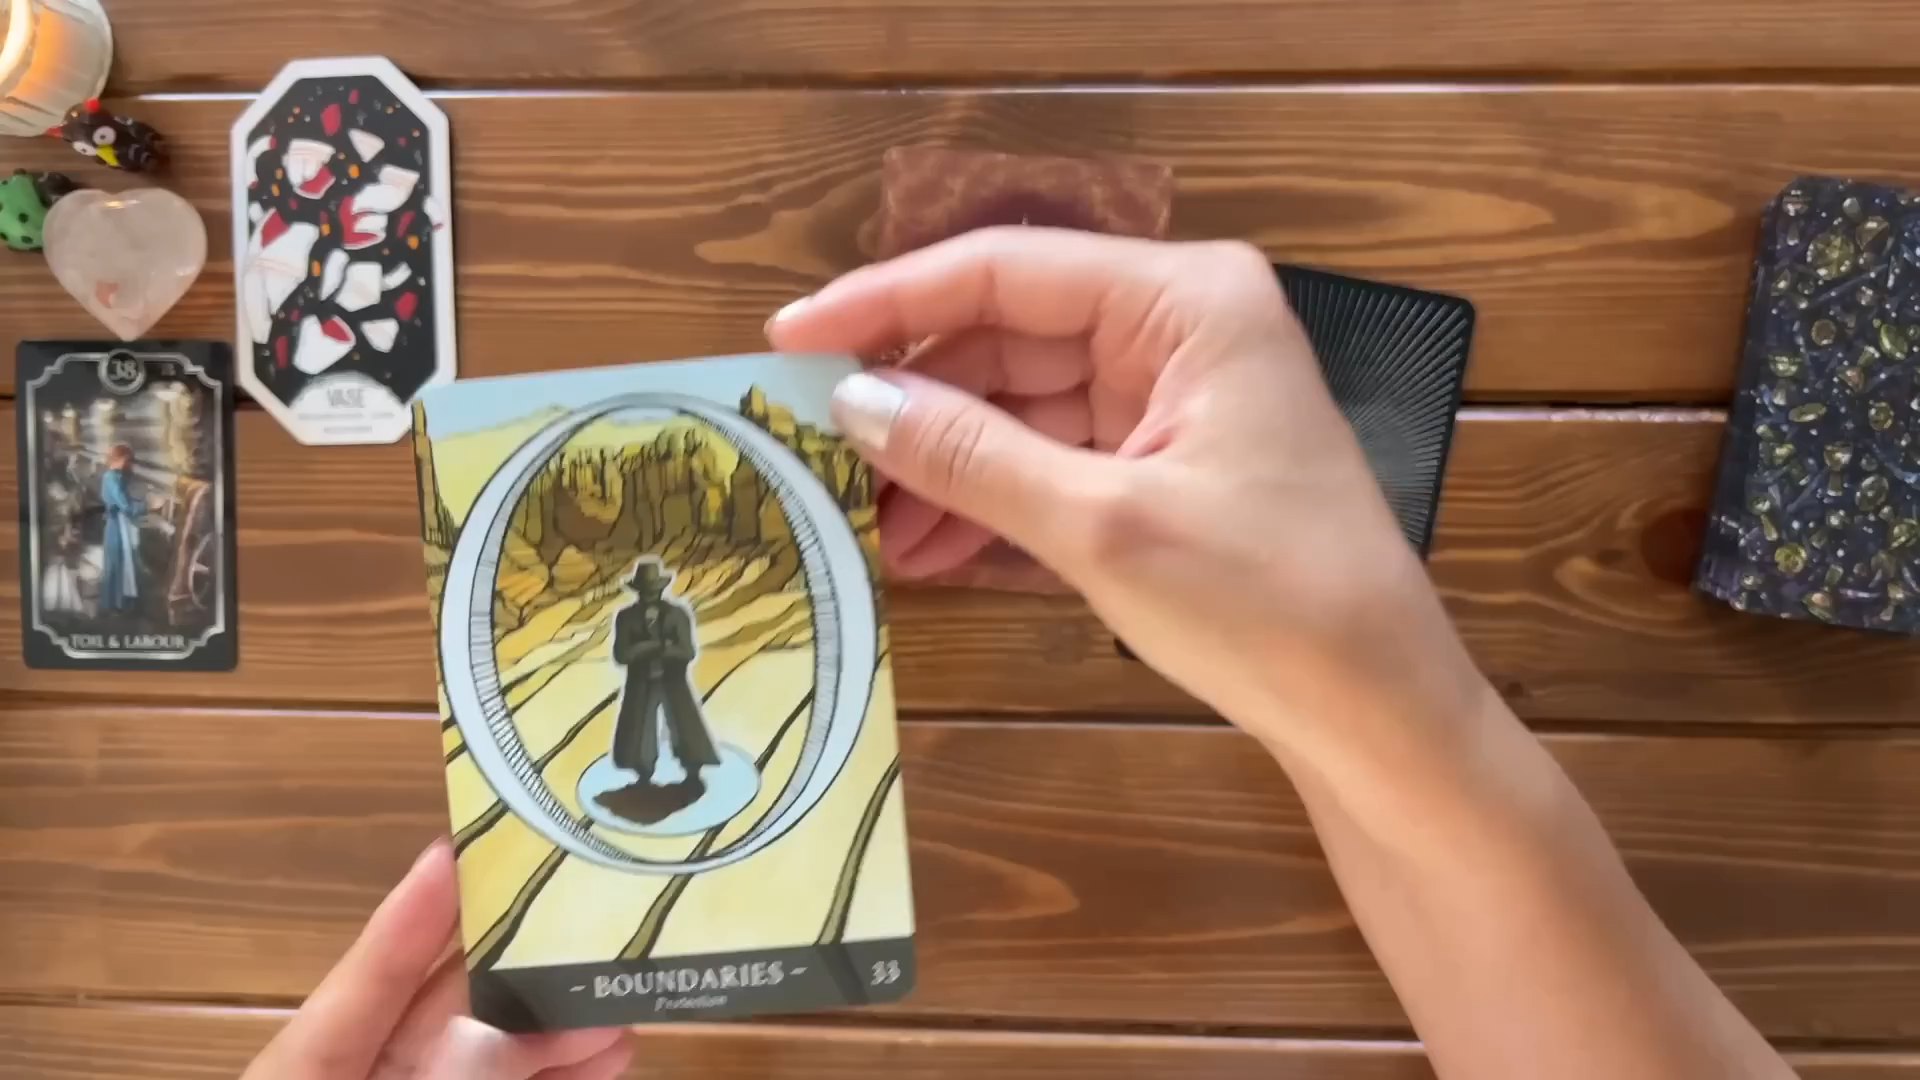 VASE
38
TOIL & LABOUR
- BOUNDARIES -
Protection
33